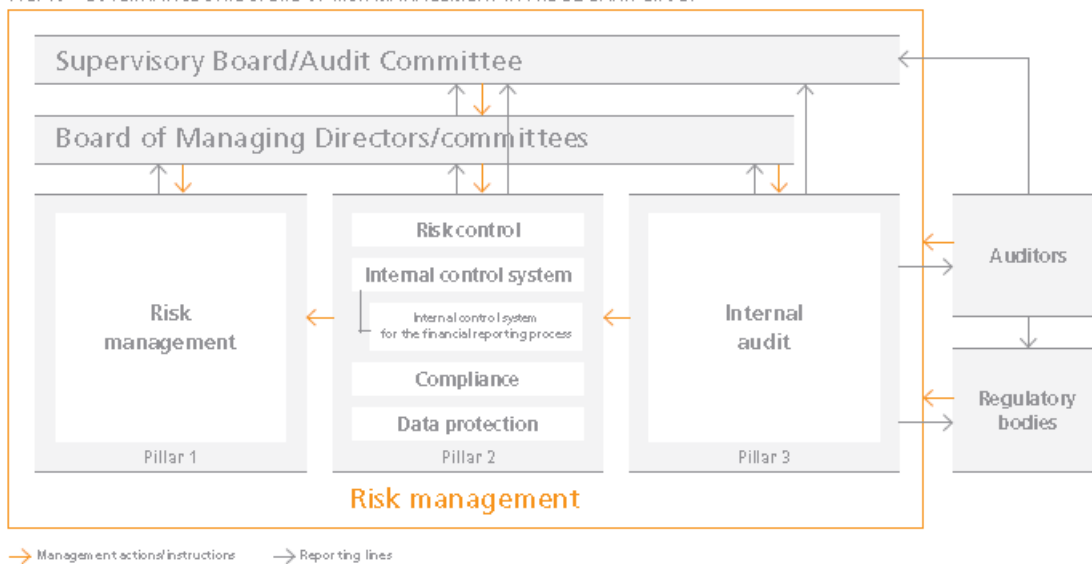 Supervisory Board/Audit Committee
Board of Managing Directors/committees
Risk
management
Pillar 1
Risk control
Internal control system
Internal control system
for the financial reporting process
Compliance
Data protection
Pillar 2
Internal
audit
Pillar 3
Auditors
Regulatory
bodies
Risk management
Management actions/instructions
Reporting lines